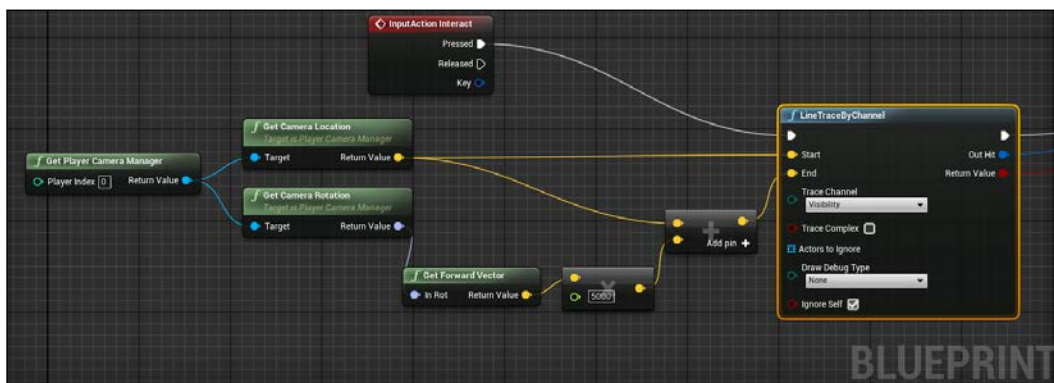 InputAction Interact
Pressed
Released
Key
f Get Camera Location
Target is Player Camera Manager
Target Return Value
f Get Player Camera Manager
Player Index 0 Return Value
f Get Camera Rotation
Target is Player Camera Manager
Target Return Value
f Get Forward Vector
In Rot Return Value
×
5000
+
Add pin +
f LineTraceByChannel
Start Out Hit
End Return Value
Trace Channel
Visibility
Trace Complex
Actors to Ignore
Draw Debug Type
None
Ignore Self
BLUEPRINT